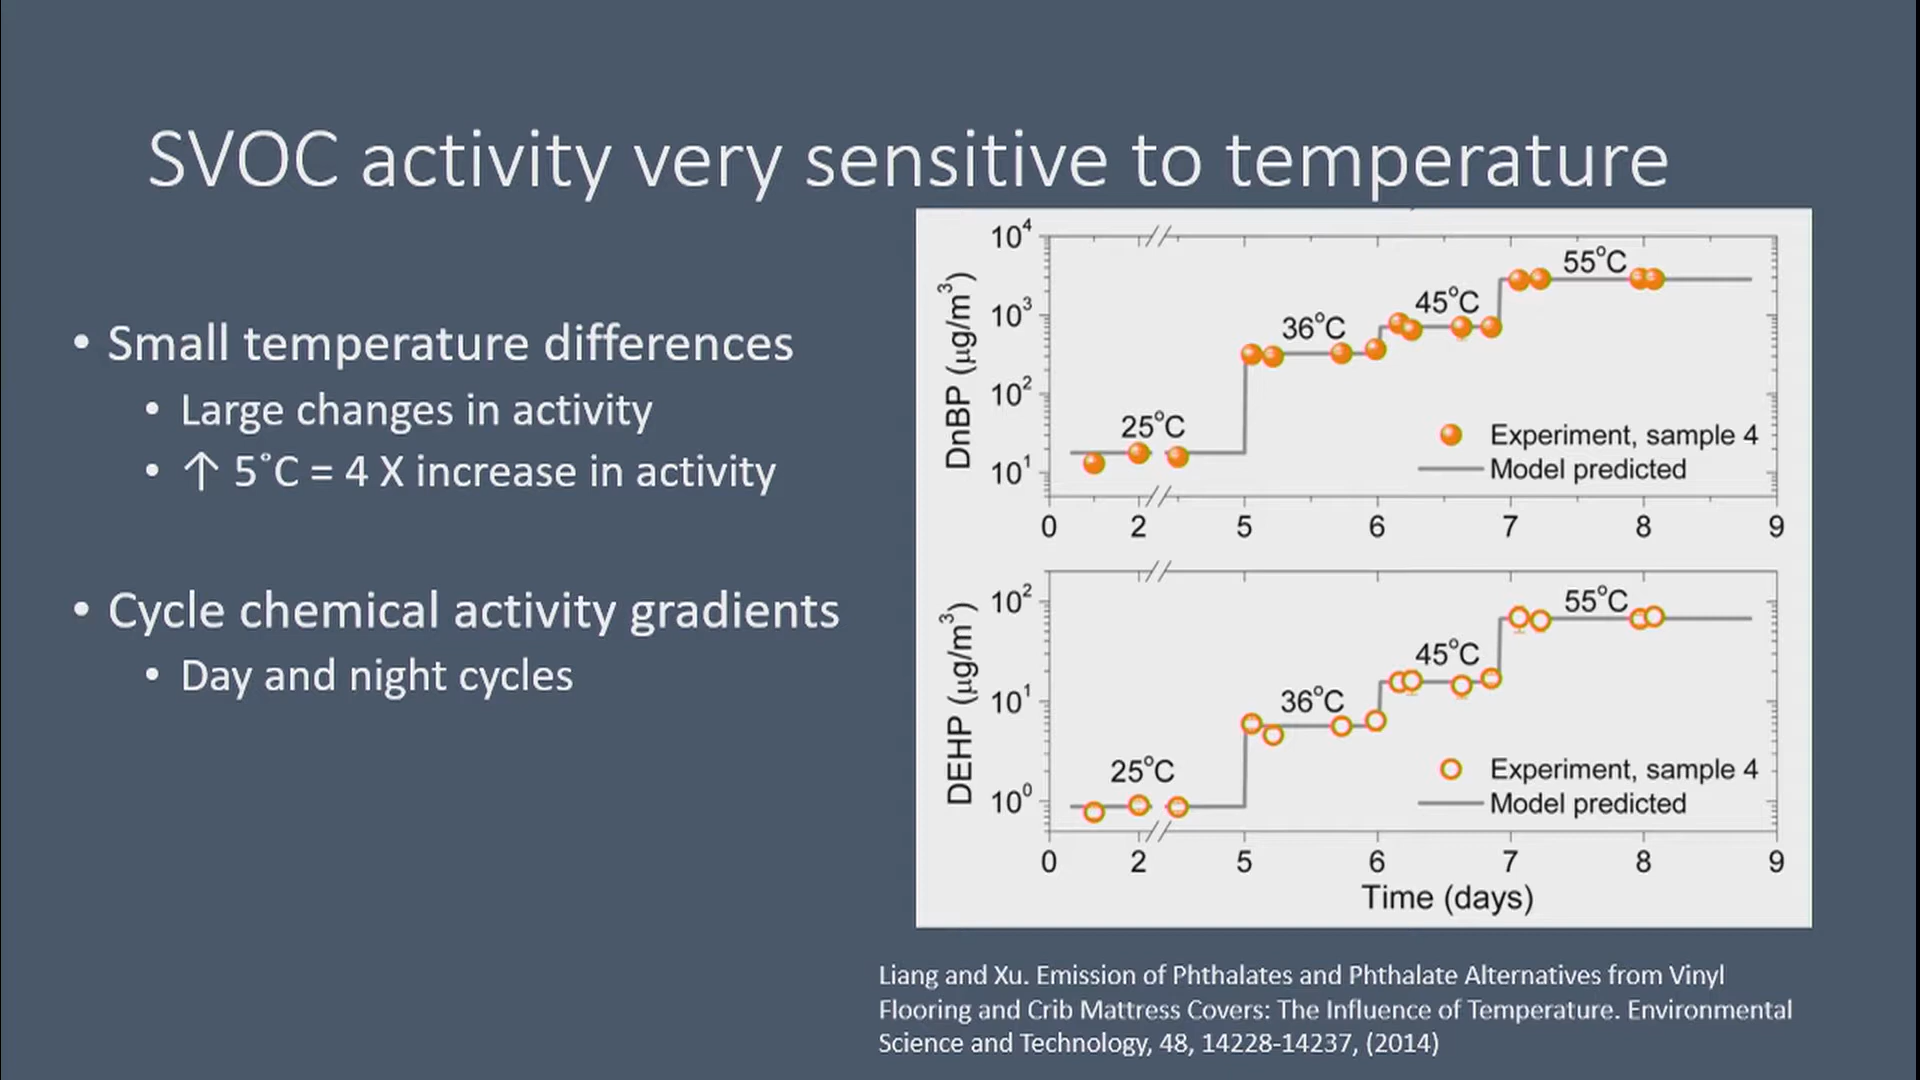 SVOC activity very sensitive to temperature
• Small temperature differences
• Large changes in activity
• ↑ 5˚C = 4 X increase in activity
• Cycle chemical activity gradients
• Day and night cycles
DnBP (µg/m³)
10⁴
10³
10²
10¹
25°C
36°C
45°C
55°C
Experiment, sample 4
Model predicted
0 2 5 6 7 8 9
DEHP (µg/m³)
10²
10¹
10⁰
25°C
36°C
45°C
55°C
Experiment, sample 4
Model predicted
0 2 5 6 7 8 9
Time (days)
Liang and Xu. Emission of Phthalates and Phthalate Alternatives from Vinyl
Flooring and Crib Mattress Covers: The Influence of Temperature. Environmental
Science and Technology, 48, 14228-14237, (2014)